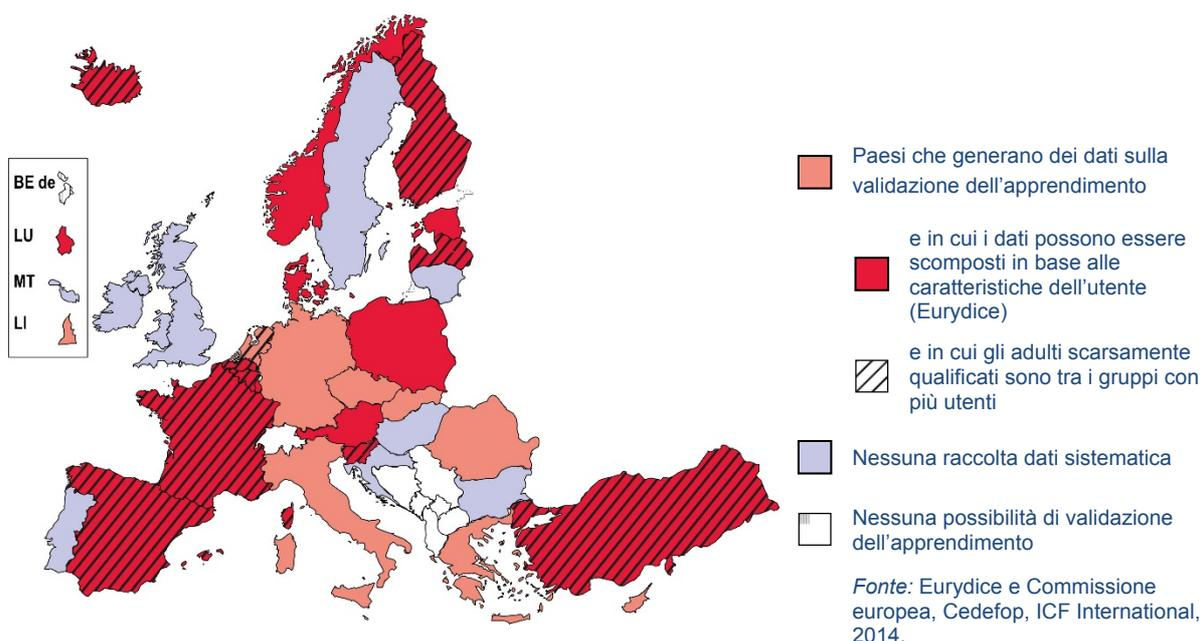 BE de
LU
MT
LI
Paesi che generano dei dati sulla
validazione dell’apprendimento
e in cui i dati possono essere
scomposti in base alle
caratteristiche dell’utente
(Eurydice)
e in cui gli adulti scarsamente
qualificati sono tra i gruppi con
più utenti
Nessuna raccolta dati sistematica
Nessuna possibilità di validazione
dell’apprendimento
Fonte: Eurydice e Commissione
europea, Cedefop, ICF International,
2014.